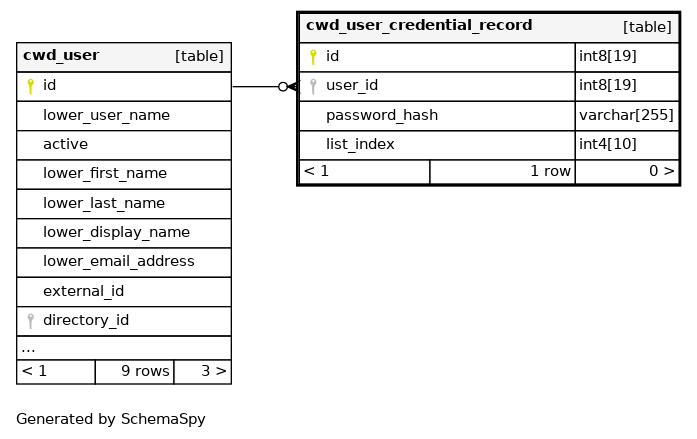 cwd_user [table]
id
lower_user_name
active
lower_first_name
lower_last_name
lower_display_name
lower_email_address
external_id
directory_id
...
< 1 9 rows 3 >
cwd_user_credential_record [table]
id int8[19]
user_id int8[19]
password_hash varchar[255]
list_index int4[10]
< 1 1 row 0 >
Generated by SchemaSpy